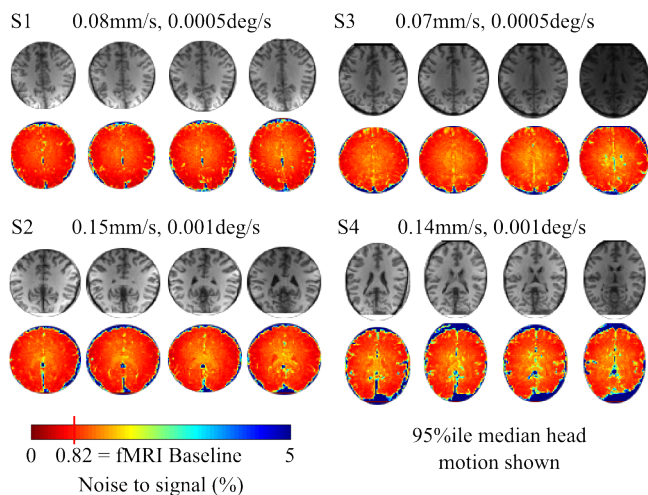 S1 0.08mm/s, 0.0005deg/s
S3 0.07mm/s, 0.0005deg/s
S2 0.15mm/s, 0.001deg/s
S4 0.14mm/s, 0.001deg/s
0 0.82 = fMRI Baseline 5
Noise to signal (%)
95%ile median head
motion shown